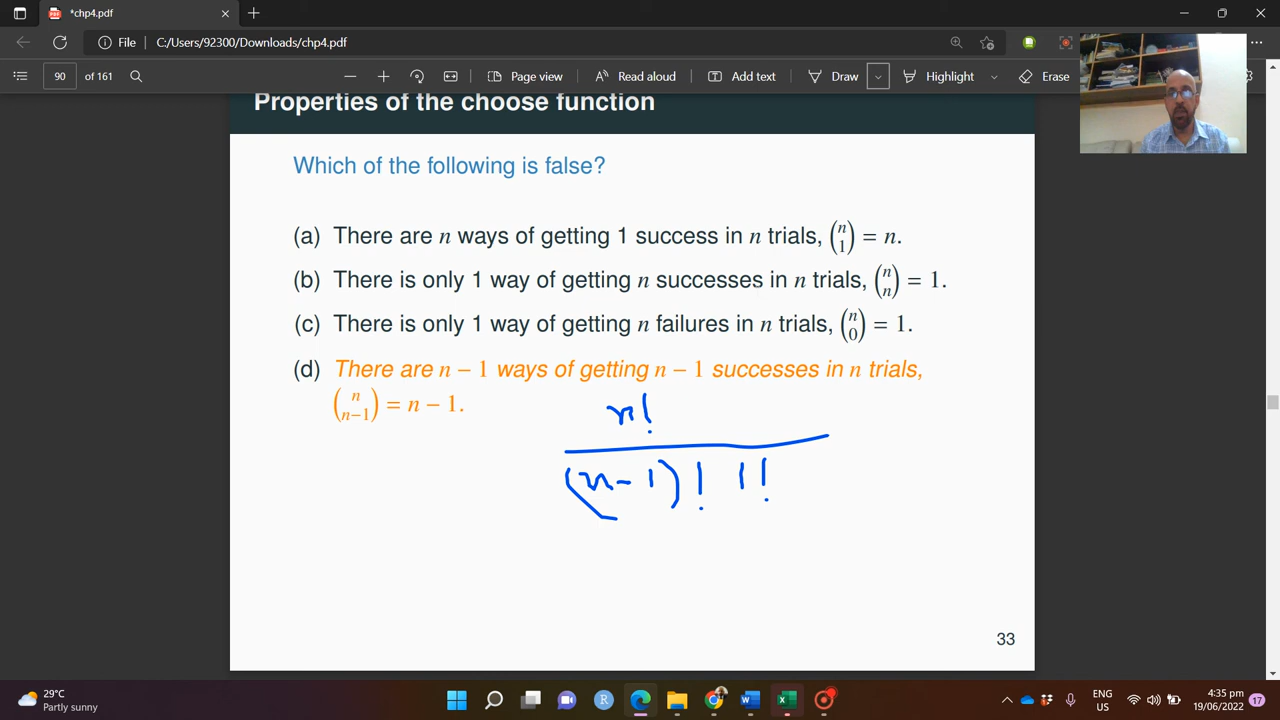 *chp4.pdf
File C:/Users/92300/Downloads/chp4.pdf
90 of 161 Page view Read aloud Add text Draw Highlight Erase
Properties of the choose function
Which of the following is false?
(a) There are n ways of getting 1 success in n trials, (n 1) = n.
(b) There is only 1 way of getting n successes in n trials, (n n) = 1.
(c) There is only 1 way of getting n failures in n trials, (n 0) = 1.
(d) There are n − 1 ways of getting n − 1 successes in n trials,
(n n−1) = n − 1.
n!
(n-1)! 1!
33
29°C
Partly sunny
ENG
US
4:35 pm
19/06/2022
17